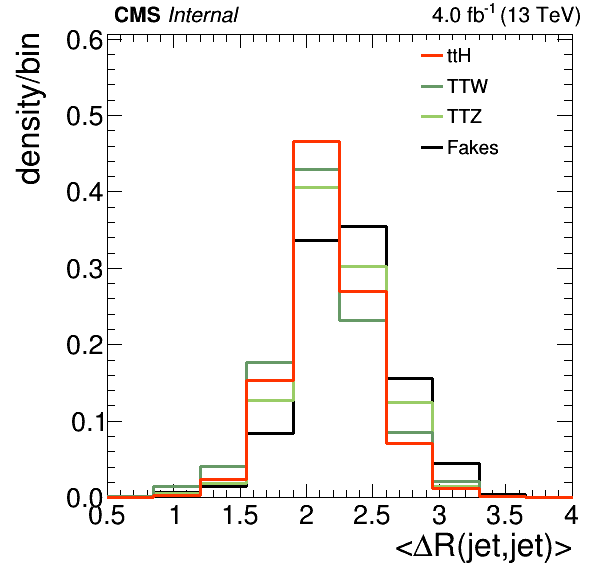 CMS Internal 4.0 fb⁻¹ (13 TeV)
density/bin
0.6
0.5
0.4
0.3
0.2
0.1
0.0
ttH
TTW
TTZ
Fakes
0.5 1 1.5 2 2.5 3 3.5 4
<ΔR(jet,jet)>